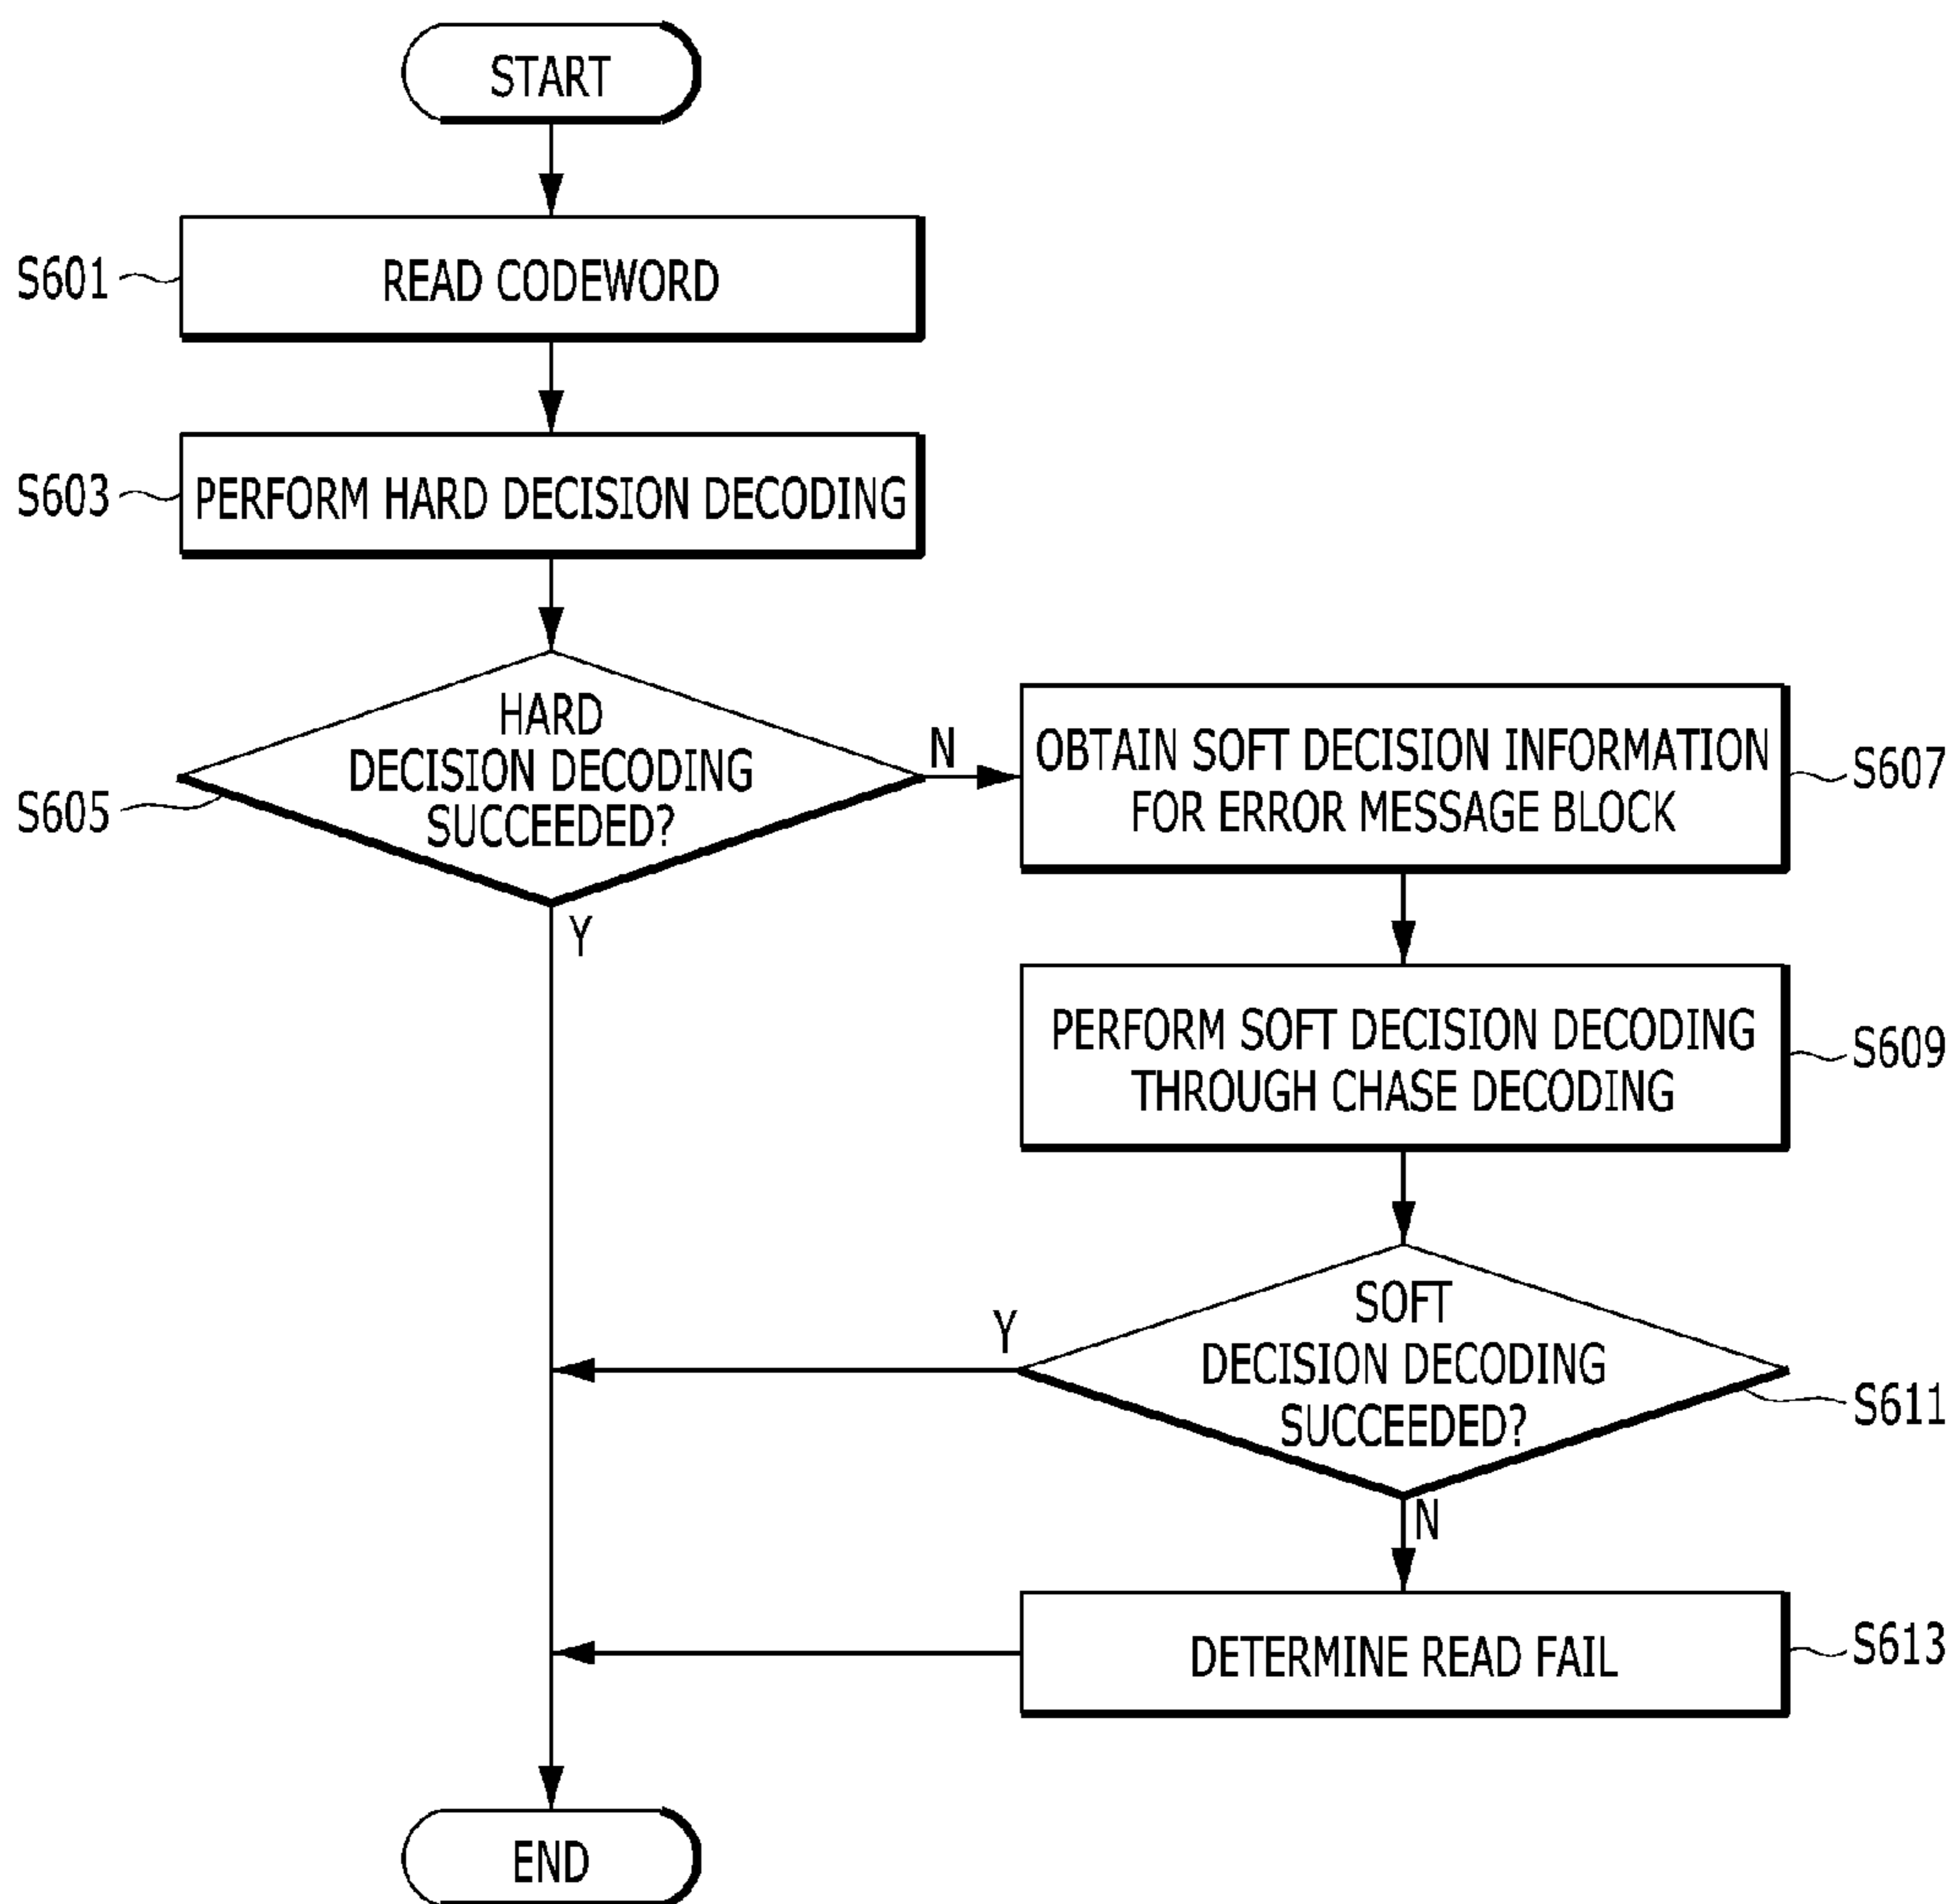 START
S601
READ CODEWORD
S603
PERFORM HARD DECISION DECODING
HARD
DECISION DECODING
SUCCEEDED?
S605
N
Y
OBTAIN SOFT DECISION INFORMATION
FOR ERROR MESSAGE BLOCK
S607
PERFORM SOFT DECISION DECODING
THROUGH CHASE DECODING
S609
SOFT
DECISION DECODING
SUCCEEDED?
Y
S611
N
DETERMINE READ FAIL
S613
END